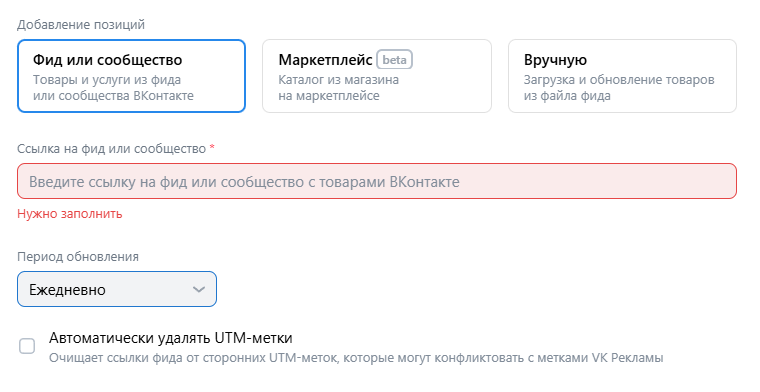 Добавление позиций
Фид или сообщество
Товары и услуги из фида
или сообщества ВКонтакте
Маркетплейс beta
Каталог из магазина
на маркетплейсе
Вручную
Загрузка и обновление товаров
из файла фида
Ссылка на фид или сообщество *
Введите ссылку на фид или сообщество с товарами ВКонтакте
Нужно заполнить
Период обновления
Ежедневно
Автоматически удалять UTM-метки
Очищает ссылки фида от сторонних UTM-меток, которые могут конфликтовать с метками VK Рекламы